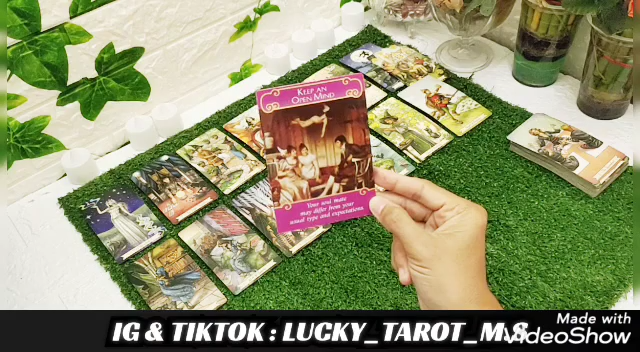 KEEP AN
OPEN MIND
Your soul mate
may differ from your
usual type and expectations.
IG & TIKTOK : LUCKY_TAROT_M.S
Made with
VideoShow